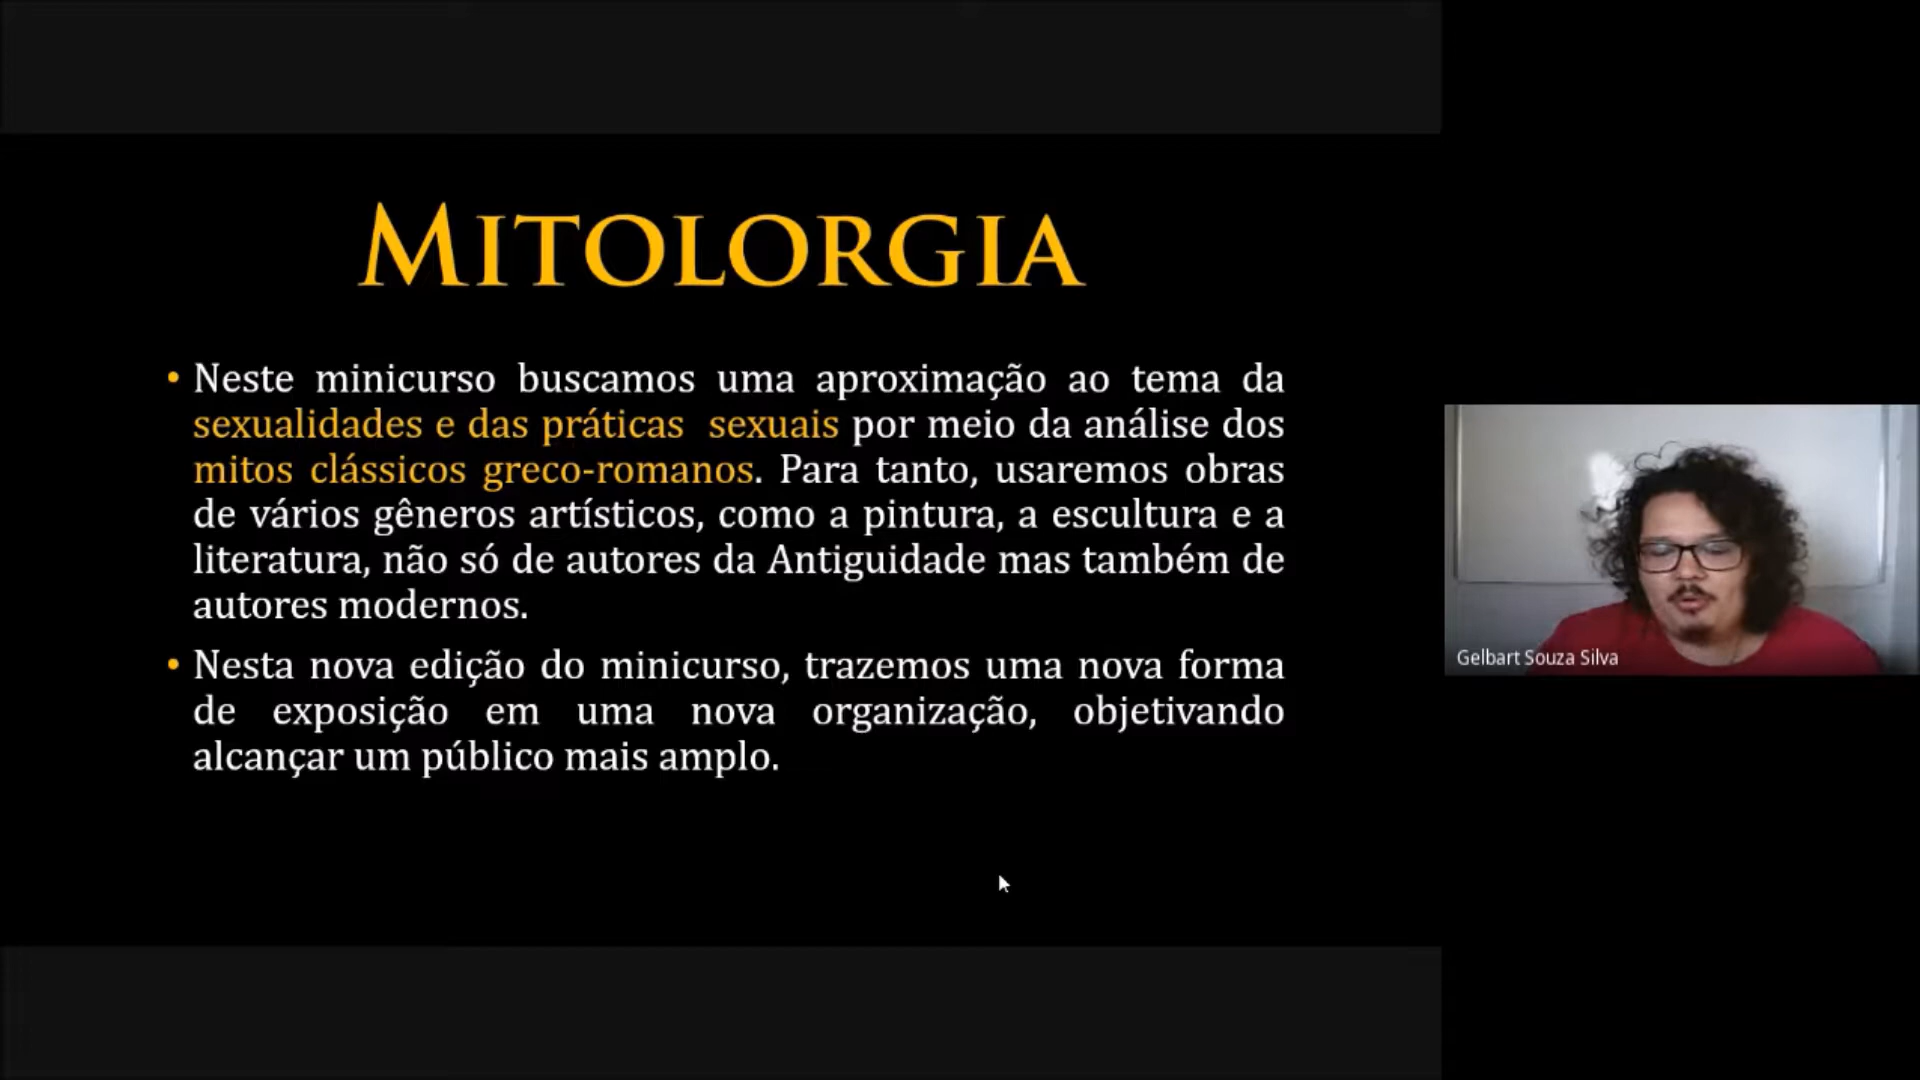 MITOLORGIA
• Neste minicurso buscamos uma aproximação ao tema da
sexualidades e das práticas sexuais por meio da análise dos
mitos clássicos greco-romanos. Para tanto, usaremos obras
de vários gêneros artísticos, como a pintura, a escultura e a
literatura, não só de autores da Antiguidade mas também de
autores modernos.
• Nesta nova edição do minicurso, trazemos uma nova forma
de exposição em uma nova organização, objetivando
alcançar um público mais amplo.
Gelbart Souza Silva